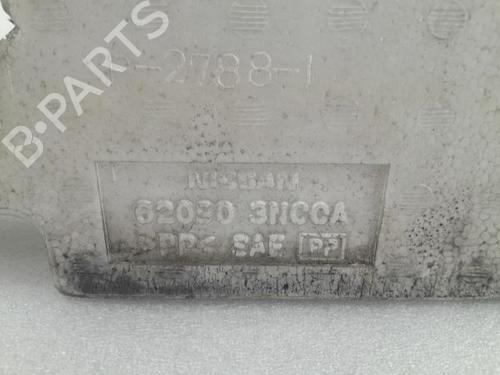 B-PARTS
-2788-1
NISSAN
62090 3NCCA
>PP< SAF PP